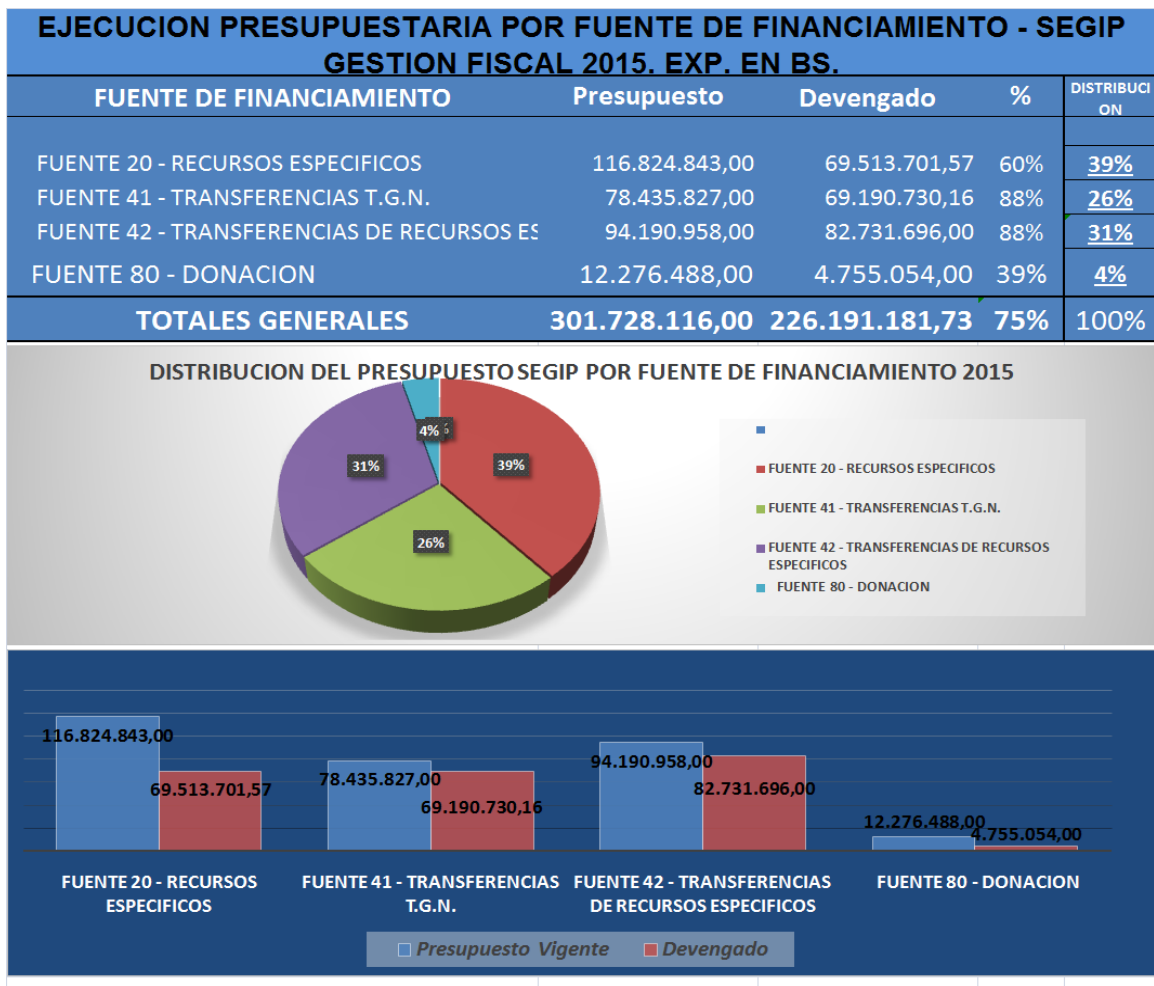 EJECUCION PRESUPUESTARIA POR FUENTE DE FINANCIAMIENTO - SEGIP
GESTION FISCAL 2015. EXP. EN BS.
FUENTE DE FINANCIAMIENTO Presupuesto Devengado % DISTRIBUCI
ON
FUENTE 20 - RECURSOS ESPECIFICOS 116.824.843,00 69.513.701,57 60% 39%
FUENTE 41 - TRANSFERENCIAS T.G.N. 78.435.827,00 69.190.730,16 88% 26%
FUENTE 42 - TRANSFERENCIAS DE RECURSOS ES 94.190.958,00 82.731.696,00 88% 31%
FUENTE 80 - DONACION 12.276.488,00 4.755.054,00 39% 4%
TOTALES GENERALES 301.728.116,00 226.191.181,73 75% 100%
DISTRIBUCION DEL PRESUPUESTO SEGIP POR FUENTE DE FINANCIAMIENTO 2015
4%
31%
39%
26%
FUENTE 20 - RECURSOS ESPECIFICOS
FUENTE 41 - TRANSFERENCIAS T.G.N.
FUENTE 42 - TRANSFERENCIAS DE RECURSOS
ESPECIFICOS
FUENTE 80 - DONACION
116.824.843,00
69.513.701,57
78.435.827,00
69.190.730,16
94.190.958,00
82.731.696,00
12.276.488,00
4.755.054,00
FUENTE 20 - RECURSOS
ESPECIFICOS
FUENTE 41 - TRANSFERENCIAS
T.G.N.
FUENTE 42 - TRANSFERENCIAS
DE RECURSOS ESPECIFICOS
FUENTE 80 - DONACION
Presupuesto Vigente Devengado